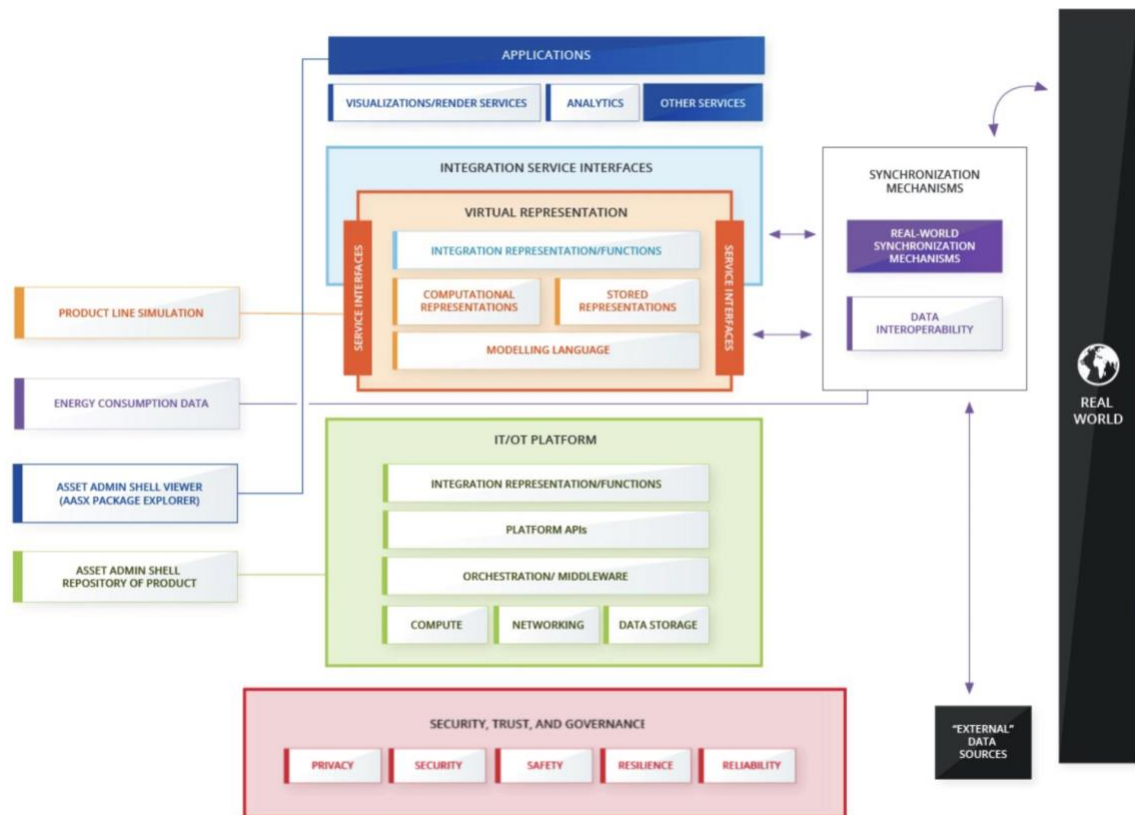 APPLICATIONS
VISUALIZATIONS/RENDER SERVICES
ANALYTICS
OTHER SERVICES
INTEGRATION SERVICE INTERFACES
VIRTUAL REPRESENTATION
SERVICE INTERFACES
INTEGRATION REPRESENTATION/FUNCTIONS
COMPUTATIONAL
REPRESENTATIONS
STORED
REPRESENTATIONS
MODELLING LANGUAGE
SERVICE INTERFACES
SYNCHRONIZATION
MECHANISMS
REAL-WORLD
SYNCHRONIZATION
MECHANISMS
DATA
INTEROPERABILITY
REAL
WORLD
PRODUCT LINE SIMULATION
ENERGY CONSUMPTION DATA
ASSET ADMIN SHELL VIEWER
(AASX PACKAGE EXPLORER)
ASSET ADMIN SHELL
REPOSITORY OF PRODUCT
IT/OT PLATFORM
INTEGRATION REPRESENTATION/FUNCTIONS
PLATFORM APIs
ORCHESTRATION/ MIDDLEWARE
COMPUTE
NETWORKING
DATA STORAGE
SECURITY, TRUST, AND GOVERNANCE
PRIVACY
SECURITY
SAFETY
RESILIENCE
RELIABILITY
"EXTERNAL"
DATA
SOURCES